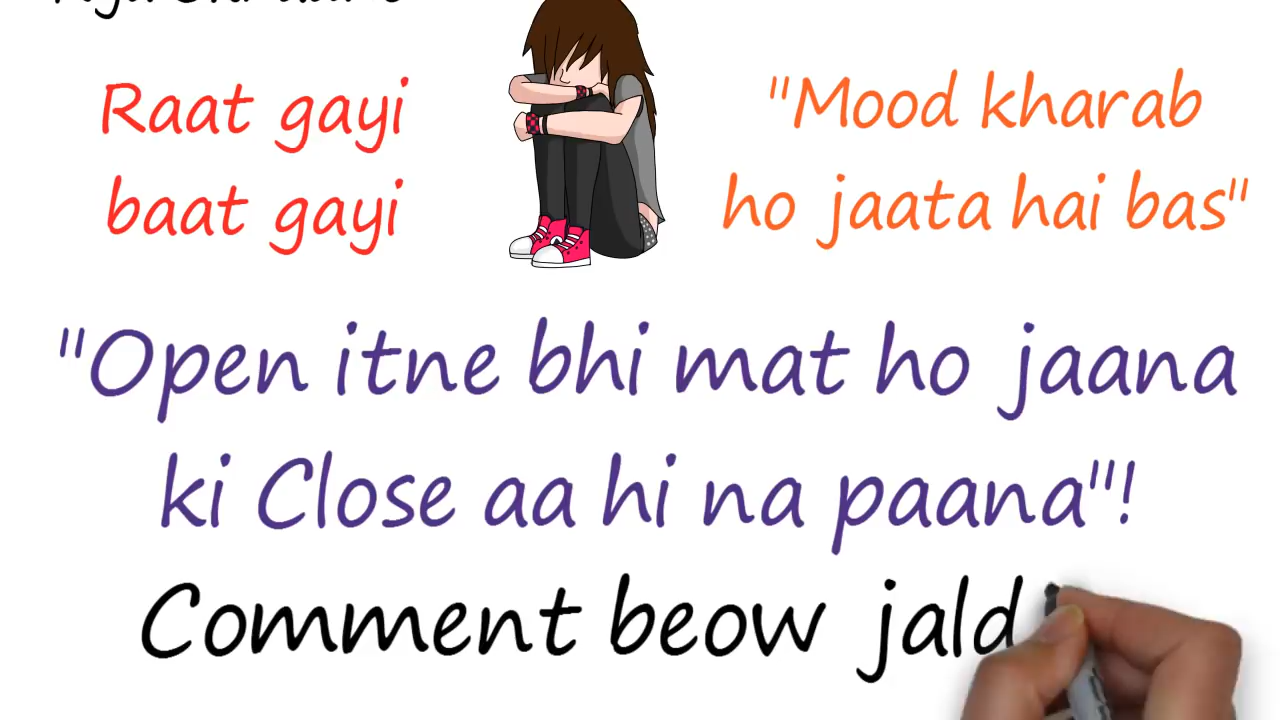 Raat gayi
baat gayi
"Mood kharab
ho jaata hai bas"
"Open itne bhi mat ho jaana
ki Close aa hi na paana"!
Comment beow jald